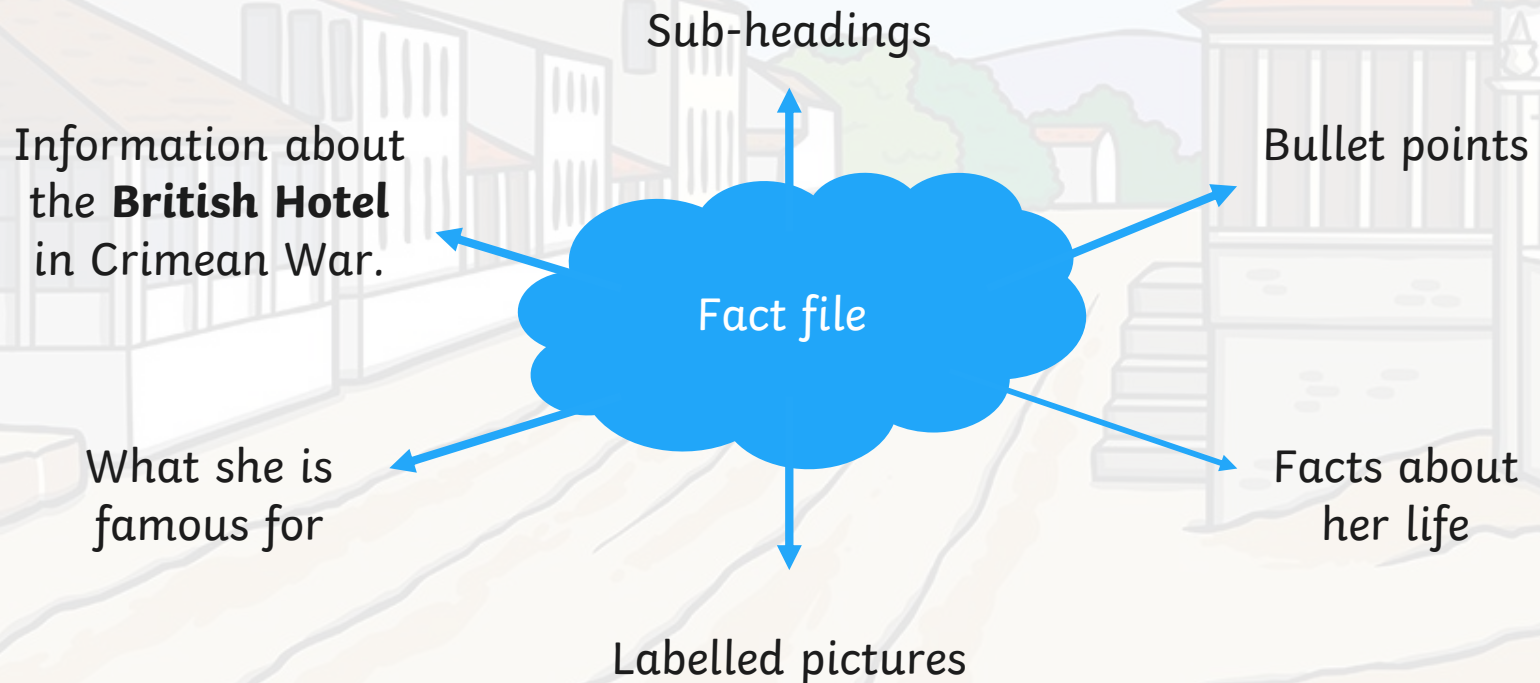 Sub-headings
Information about
the British Hotel
in Crimean War.
Bullet points
Fact file
What she is
famous for
Facts about
her life
Labelled pictures